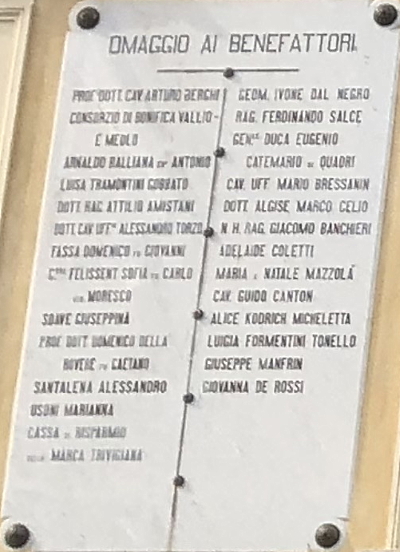 OMAGGIO AI BENEFATTORI
PROF. DOTT. CAV. ARTURO BERGHI
CONSORZIO DI BONIFICA VALLIO-
E MEOLO
ARNALDO RALLIANA ANTONIO
LUISA TRAMONTINI GOBBATO
DOTT. RAG. ATTILIO AMISTANI
DOTT. CAV. UFF. ALESSANDRO TORZO
FASSA DOMENICO FU GIOVANNI
FELISSENT SOFIA FU CARLO
MORESCO
SOAVE GIUSEPPINA
PROF. DOTT. DOMENICO DELLA
ROVERE FU GAETANO
SANTALENA ALESSANDRO
USONI MARIANNA
CASSA DI RISPARMIO
DELLA MARCA TRIVIGIANA
GEOM. IVONE DAL NEGRO
RAG. FERDINANDO SALCE
DUCA EUGENIO
CATEMARIO DI QUADRI
CAV. UFF. MARIO BRESSANIN
DOTT. ALGISE MARCO CELIO
N.H. RAG. GIACOMO BANCHIERI
ADELAIDE COLETTI
MARIA E NATALE MAZZOLÀ
CAV. GUIDO CANTON
ALICE KODRICH MICHELETTA
LUIGIA FORMENTINI TONELLO
GIUSEPPE MANFRIN
GIOVANNA DE ROSSI